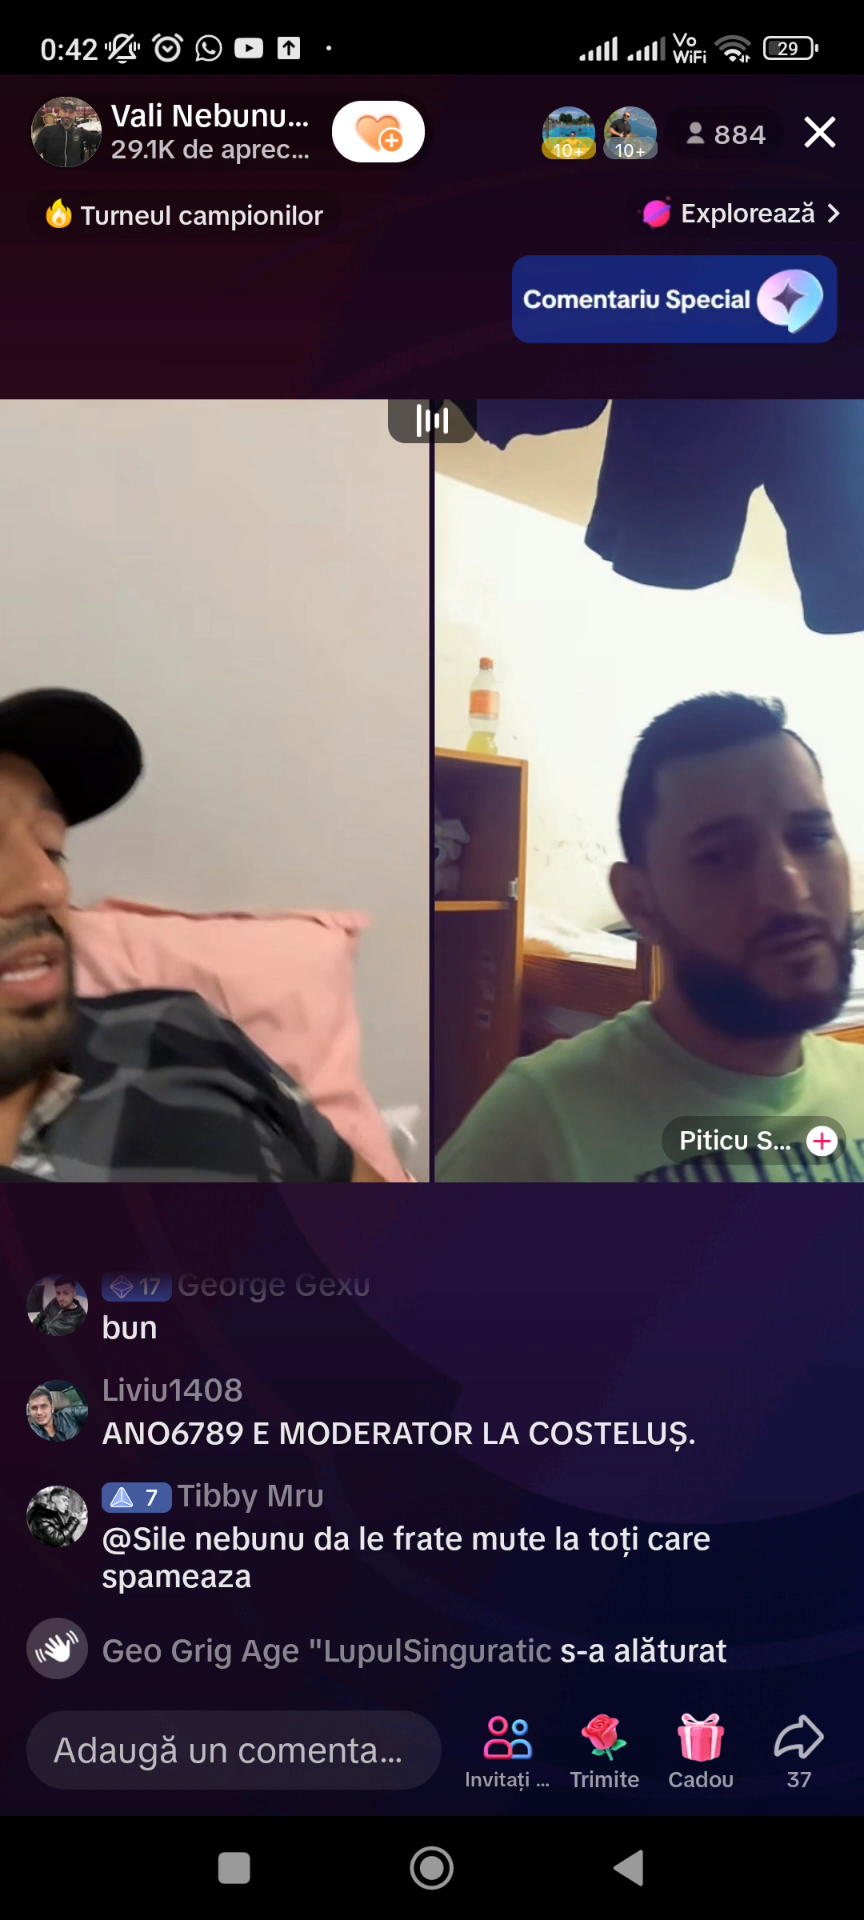 0:42
Vo
WiFi
29
Vali Nebunu...
29.1K de aprec...
10+
10+
884
Turneul campionilor
Explorează
Comentariu Special
Piticu S...
17 George Gexu
bun
Liviu1408
ANO6789 E MODERATOR LA COSTELUȘ.
7 Tibby Mru
@Sile nebunu da le frate mute la toți care
spameaza
Geo Grig Age "LupulSinguratic s-a alăturat
Adaugă un comenta...
Invitați ...
Trimite
Cadou
37